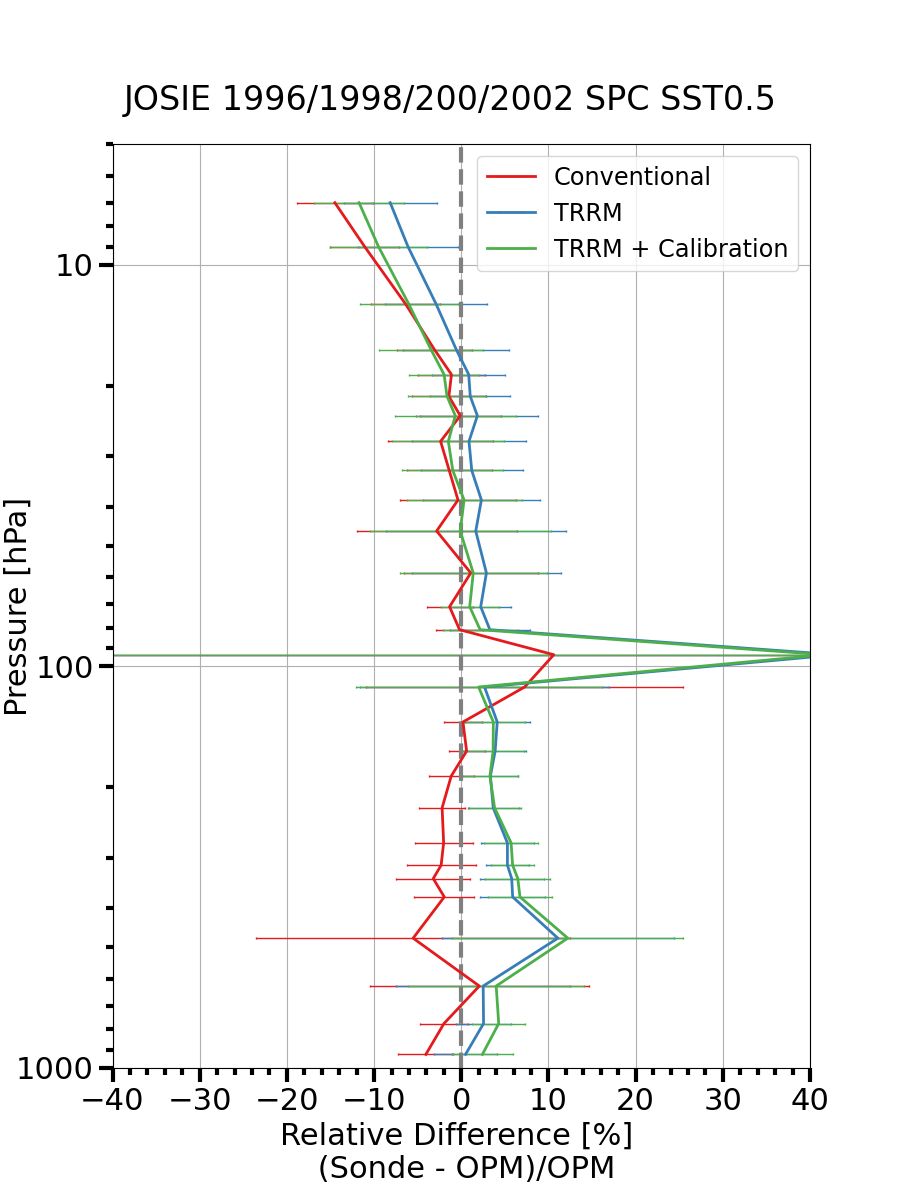 JOSIE 1996/1998/200/2002 SPC SST0.5
Conventional
TRRM
TRRM + Calibration
10
100
1000
Pressure [hPa]
−40 −30 −20 −10 0 10 20 30 40
Relative Difference [%]
(Sonde - OPM)/OPM